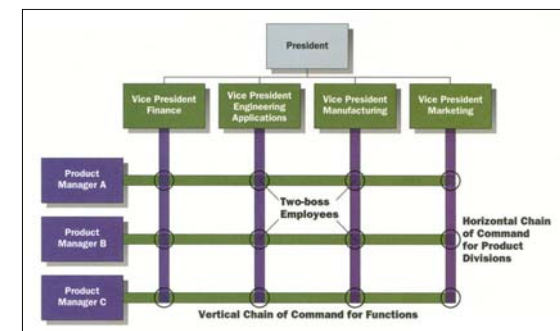 President
Vice President
Finance
Vice President
Engineering
Applications
Vice President
Manufacturing
Vice President
Marketing
Product
Manager A
Two-boss
Employees
Product
Manager B
Horizontal Chain
of Command
for Product
Divisions
Product
Manager C
Vertical Chain of Command for Functions